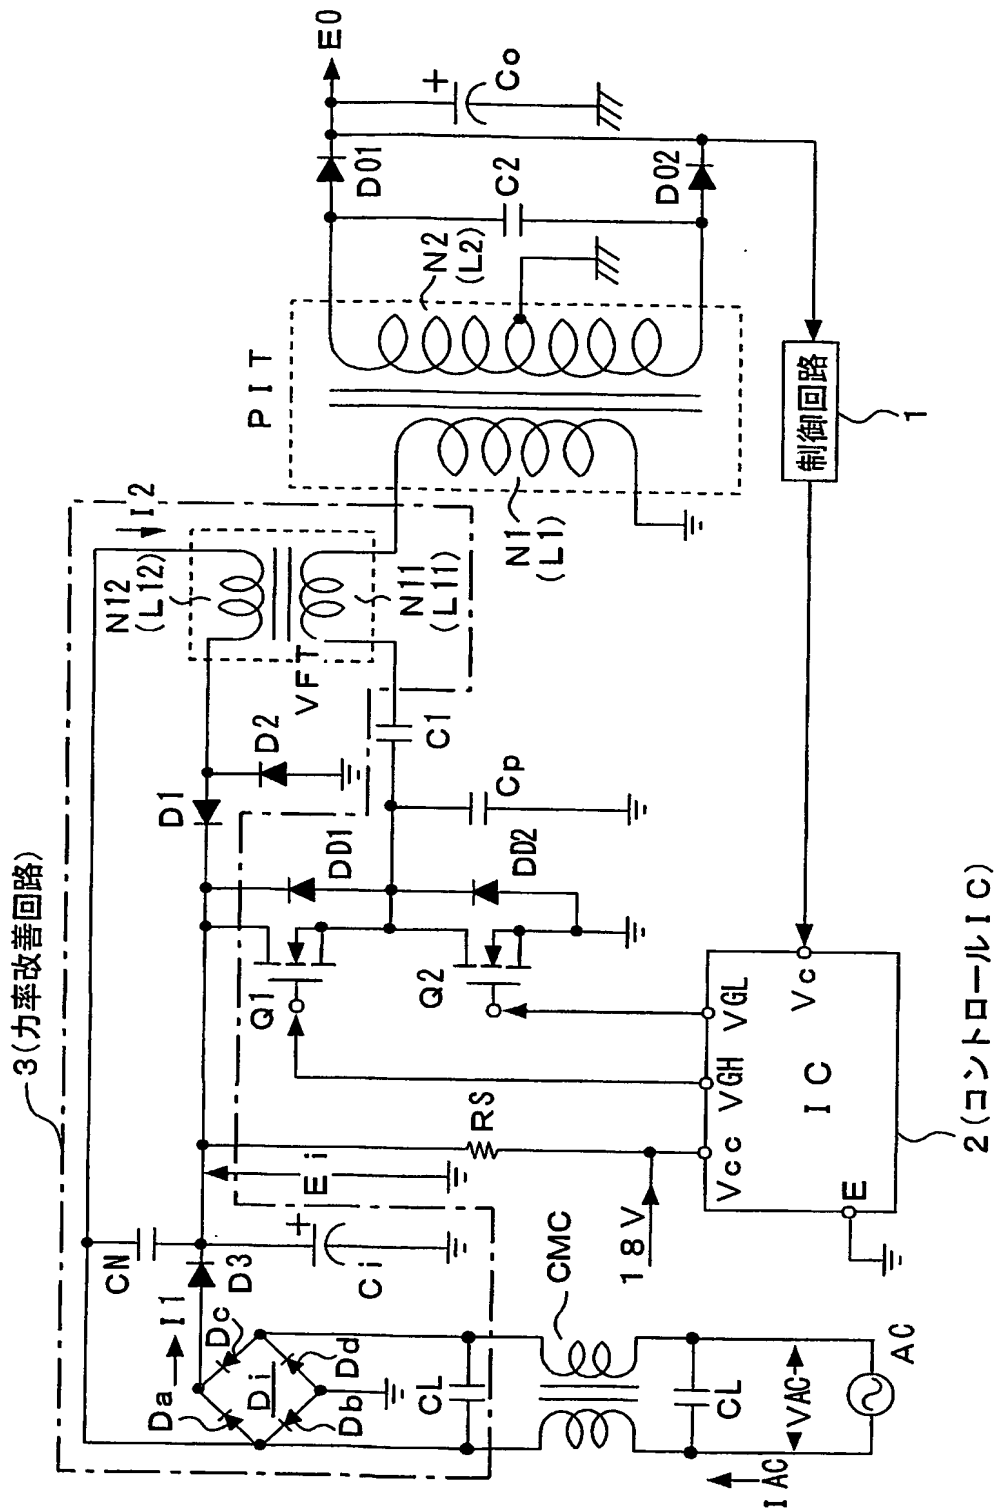 3(力率改善回路)
CN
Da
I1
Dc
Di
Db
Dd
D3
Ci
Ei
D1
D2
N12
(L12)
I2
VFT
N11
(L11)
PIT
N2
(L2)
N1
(L1)
D01
E0
C2
Co
D02
Q1
DD1
Q2
DD2
Cp
C1
RS
18V
CL
CMC
CL
VAC
AC
IAC
Vcc
VGH
VGL
E
IC
Vc
2(コントロールIC)
制御回路
1